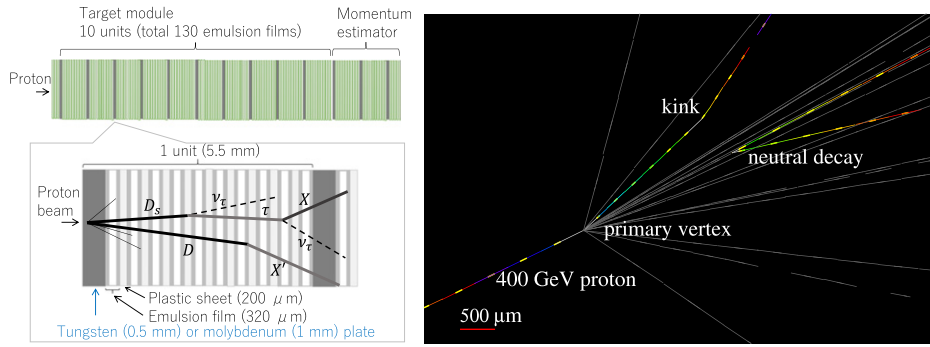 Target module
10 units (total 130 emulsion films)
Momentum
estimator
Proton
1 unit (5.5 mm)
Proton
beam
D_s
ν_τ
τ
X
D
X′
ν_τ
Plastic sheet (200 μm)
Emulsion film (320 μm)
Tungsten (0.5 mm) or molybdenum (1 mm) plate
kink
neutral decay
primary vertex
400 GeV proton
500 μm